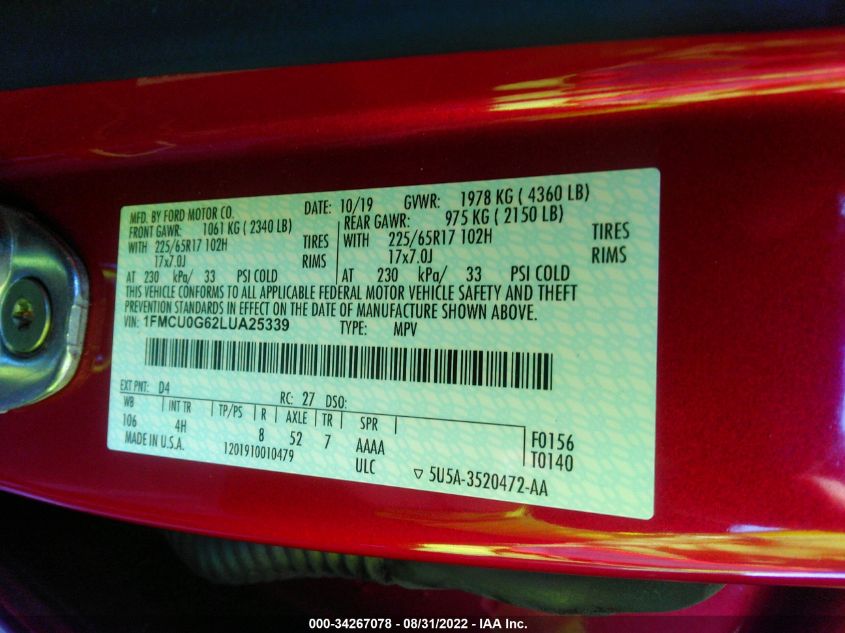 MFD. BY FORD MOTOR CO. DATE: 10/19 GVWR: 1978 KG ( 4360 LB)
FRONT GAWR: 1061 KG ( 2340 LB) REAR GAWR: 975 KG ( 2150 LB)
WITH 225/65R17 102H TIRES WITH 225/65R17 102H TIRES
17x7.0J RIMS 17x7.0J RIMS
AT 230 kPa/ 33 PSI COLD AT 230 kPa/ 33 PSI COLD
THIS VEHICLE CONFORMS TO ALL APPLICABLE FEDERAL MOTOR VEHICLE SAFETY AND THEFT
PREVENTION STANDARDS IN EFFECT ON THE DATE OF MANUFACTURE SHOWN ABOVE.
VIN: 1FMCU0G62LUA25339 TYPE: MPV
EXT PNT: D4 RC: 27 DSO:
WB INT TR TP/PS R AXLE TR SPR
106 4H 8 52 7 AAAA F0156
MADE IN U.S.A. 1201910010479 ULC T0140
▽ 5U5A-3520472-AA
000-34267078 - 08/31/2022 - IAA Inc.